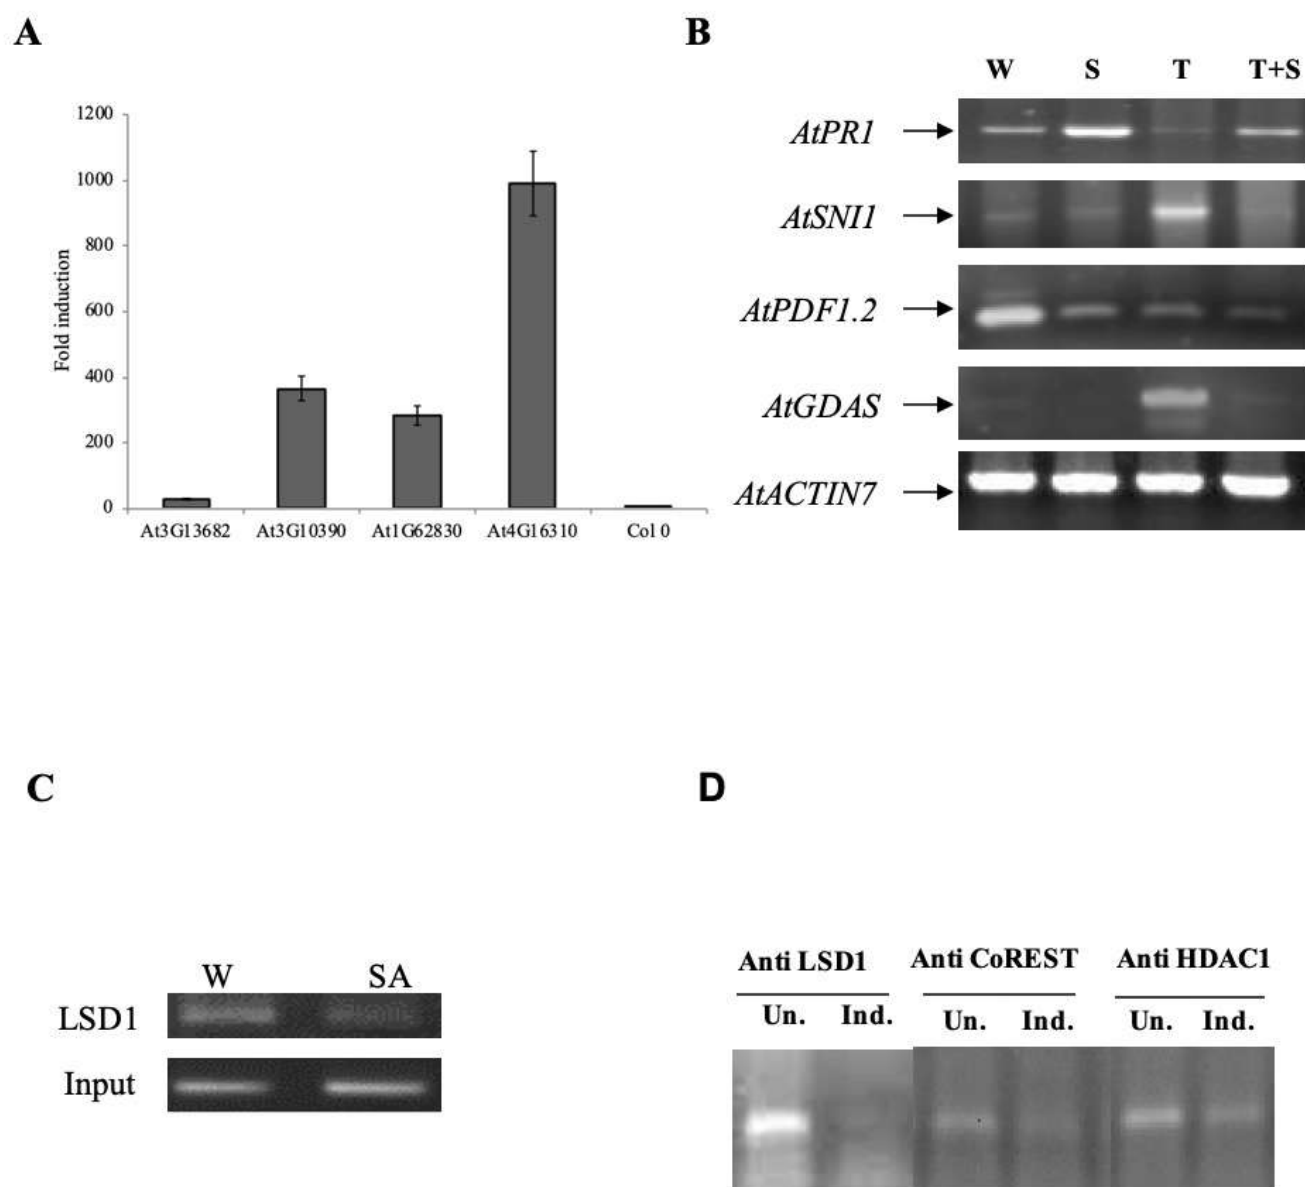 A
Fold induction
1200
1000
800
600
400
200
0
At3G13682 At3G10390 At1G62830 At4G16310 Col 0
B
W S T T+S
AtPR1
AtSNI1
AtPDF1.2
AtGDAS
AtACTIN7
C
W SA
LSD1
Input
D
Anti LSD1 Anti CoREST Anti HDAC1
Un. Ind. Un. Ind. Un. Ind.